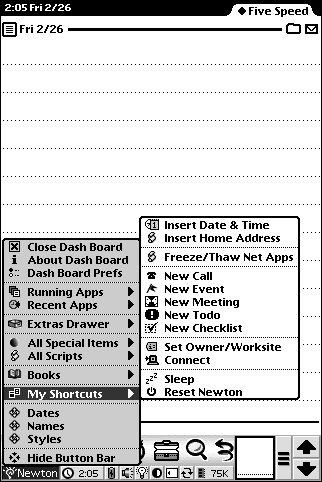 2:05 Fri 2/26
Five Speed
Fri 2/26
Close Dash Board
About Dash Board
Dash Board Prefs
Running Apps
Recent Apps
Extras Drawer
All Special Items
All Scripts
Books
My Shortcuts
Dates
Names
Styles
Hide Button Bar
Insert Date & Time
Insert Home Address
Freeze/Thaw Net Apps
New Call
New Event
New Meeting
New Todo
New Checklist
Set Owner/Worksite
Connect
Sleep
Reset Newton
Newton
2:05
75K